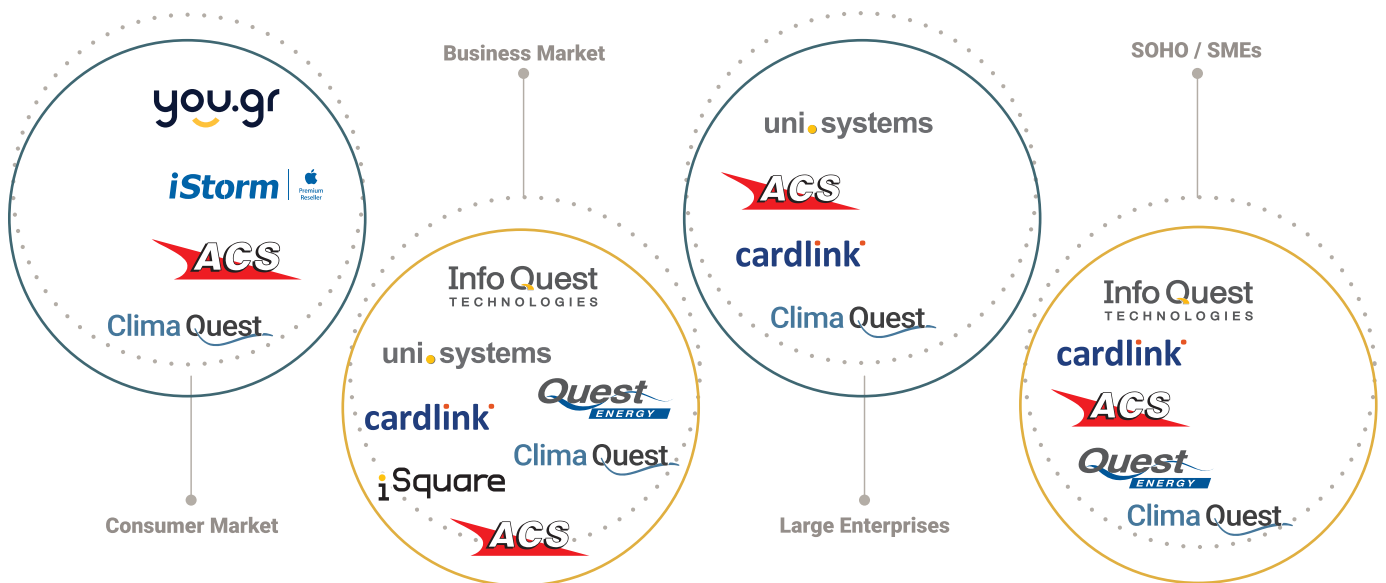 you.gr
iStorm
Premium
Reseller
ACS
Clima Quest
Consumer Market
Business Market
Info Quest
TECHNOLOGIES
uni.systems
Quest
ENERGY
cardlink
Clima Quest
iSquare
ACS
uni.systems
ACS
cardlink
Clima Quest
Large Enterprises
SOHO / SMEs
Info Quest
TECHNOLOGIES
cardlink
ACS
Quest
ENERGY
Clima Quest